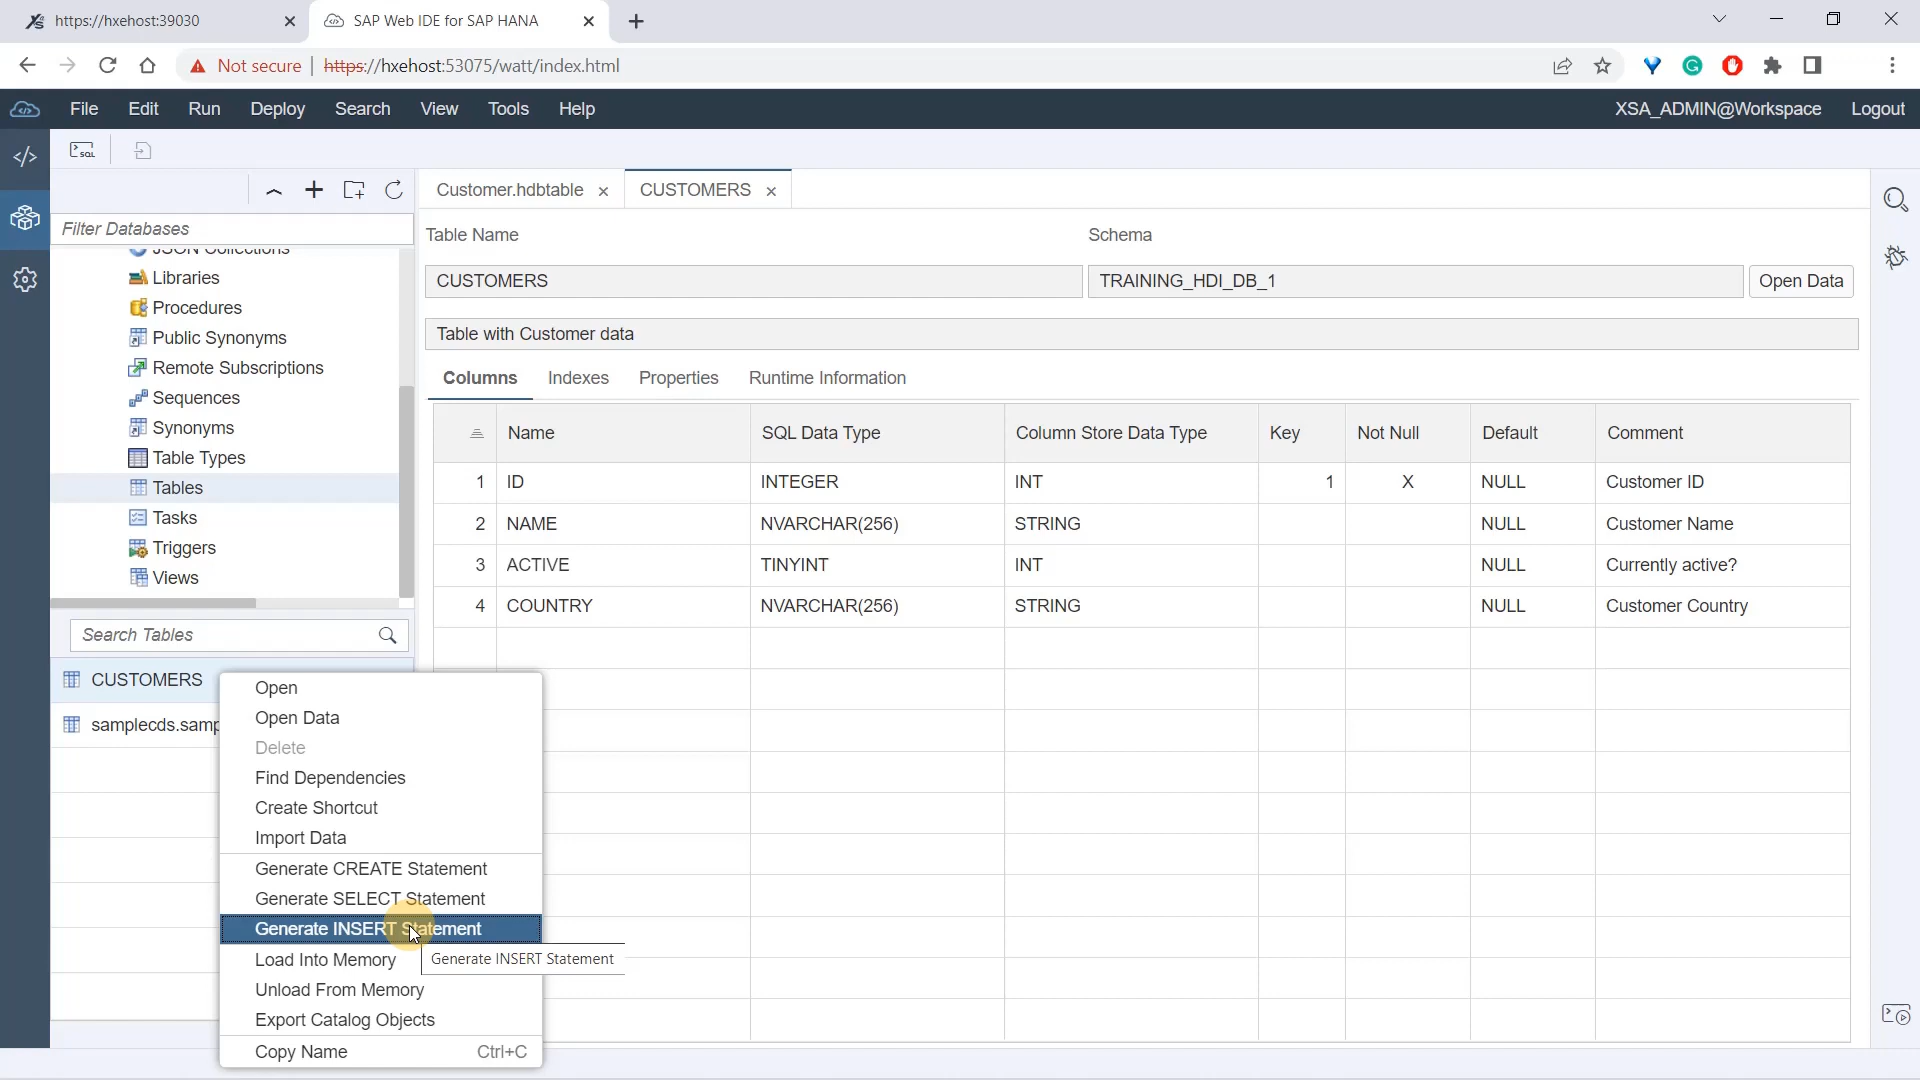 https://hxehost:39030
SAP Web IDE for SAP HANA
Not secure
https://hxehost:53075/watt/index.html
File Edit Run Deploy Search View Tools Help
XSA_ADMIN@Workspace Logout
Filter Databases
JSON Collections
Libraries
Procedures
Public Synonyms
Remote Subscriptions
Sequences
Synonyms
Table Types
Tables
Tasks
Triggers
Views
Search Tables
CUSTOMERS
samplecds.samp
Open
Open Data
Delete
Find Dependencies
Create Shortcut
Import Data
Generate CREATE Statement
Generate SELECT Statement
Generate INSERT Statement
Generate INSERT Statement
Load Into Memory
Unload From Memory
Export Catalog Objects
Copy Name Ctrl+C
Customer.hdbtable
CUSTOMERS
Table Name Schema
CUSTOMERS TRAINING_HDI_DB_1 Open Data
Table with Customer data
Columns Indexes Properties Runtime Information
Name SQL Data Type Column Store Data Type Key Not Null Default Comment
1 ID INTEGER INT 1 X NULL Customer ID
2 NAME NVARCHAR(256) STRING NULL Customer Name
3 ACTIVE TINYINT INT NULL Currently active?
4 COUNTRY NVARCHAR(256) STRING NULL Customer Country